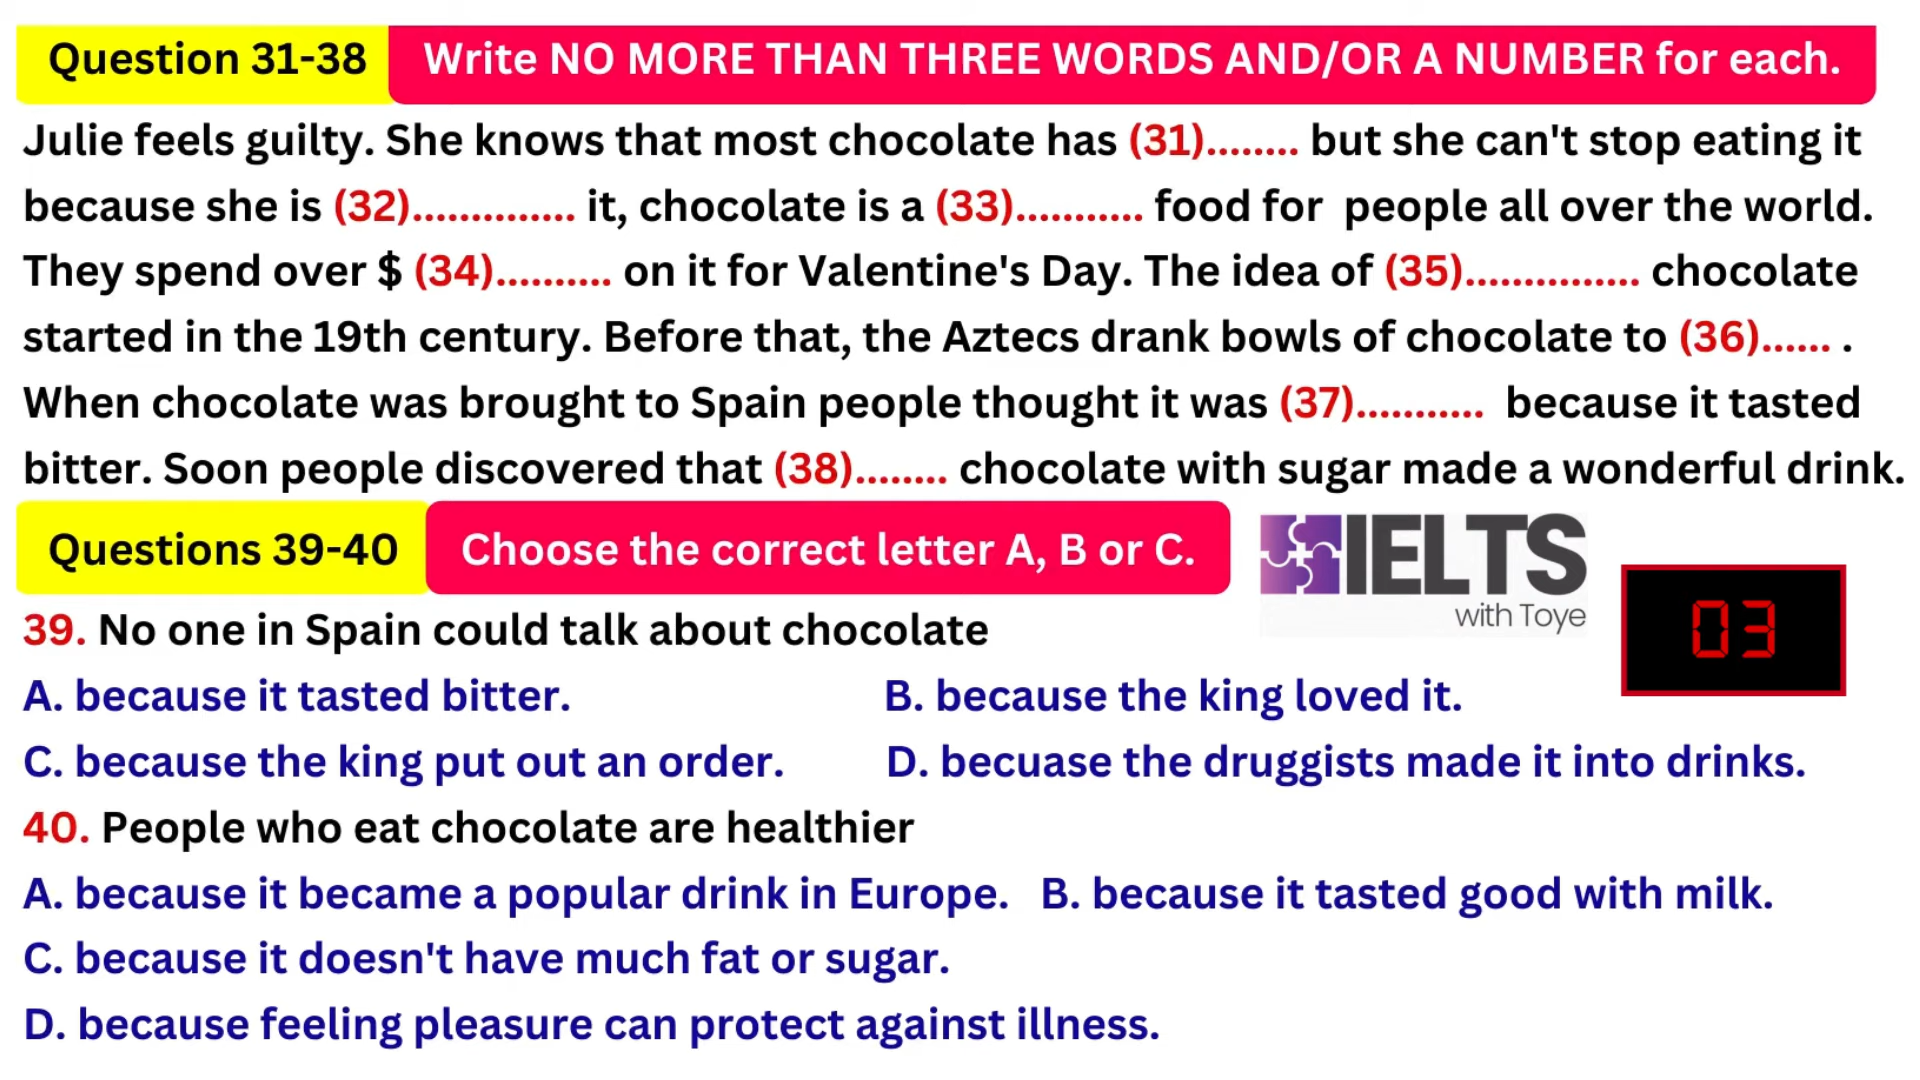 Question 31-38
Write NO MORE THAN THREE WORDS AND/OR A NUMBER for each.
Julie feels guilty. She knows that most chocolate has (31)........ but she can't stop eating it
because she is (32).............. it, chocolate is a (33)........... food for people all over the world.
They spend over $ (34).......... on it for Valentine's Day. The idea of (35)............... chocolate
started in the 19th century. Before that, the Aztecs drank bowls of chocolate to (36)...... .
When chocolate was brought to Spain people thought it was (37)........... because it tasted
bitter. Soon people discovered that (38)........ chocolate with sugar made a wonderful drink.
Questions 39-40
Choose the correct letter A, B or C.
IELTS
with Toye
03
39. No one in Spain could talk about chocolate
A. because it tasted bitter. B. because the king loved it.
C. because the king put out an order. D. becuase the druggists made it into drinks.
40. People who eat chocolate are healthier
A. because it became a popular drink in Europe. B. because it tasted good with milk.
C. because it doesn't have much fat or sugar.
D. because feeling pleasure can protect against illness.